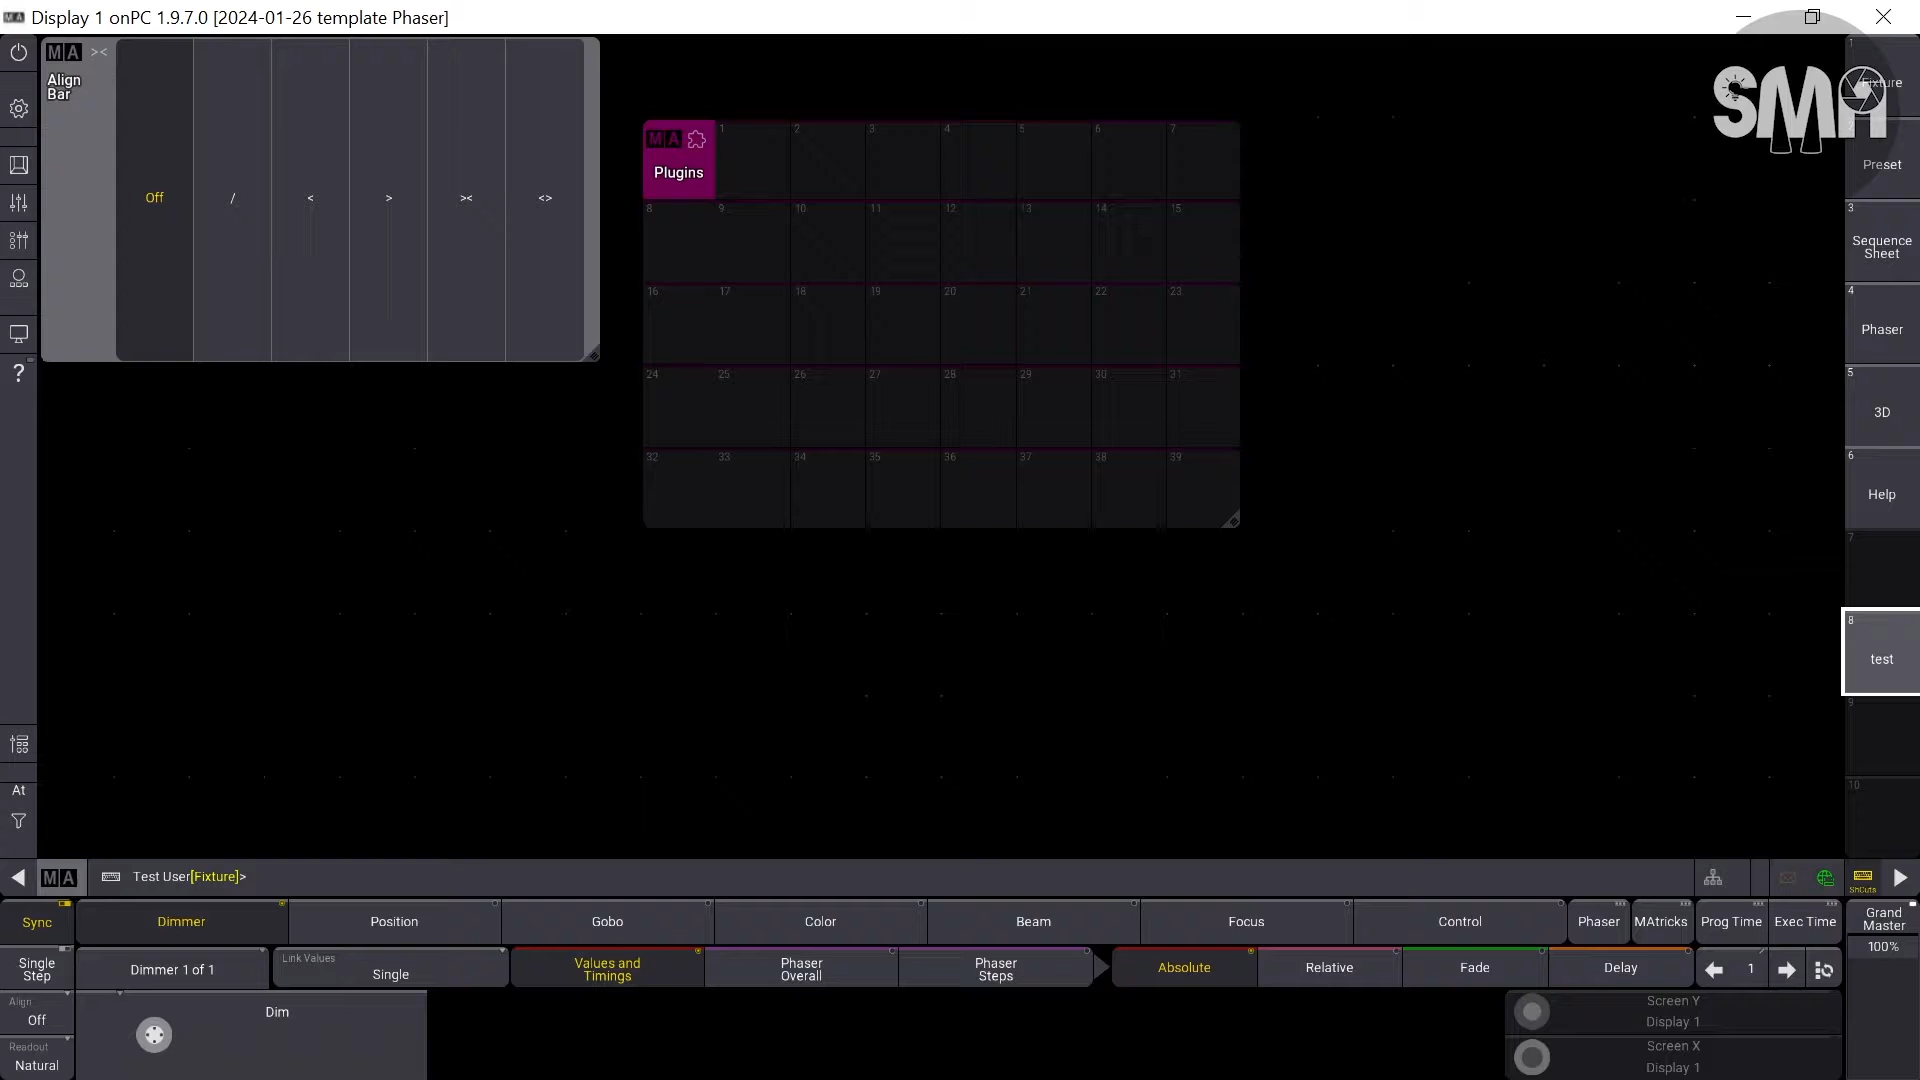 Display 1 onPC 1.9.7.0 [2024-01-26 template Phaser]
MA ><
Align
Bar
Off / < > >< <>
MA
Plugins
1 2 3 4 5 6 7
8 9 10 11 12 13 14 15
16 17 18 19 20 21 22 23
24 25 26 27 28 29 30 31
32 33 34 35 36 37 38 39
SMA
1
Fixture
Preset
3
Sequence
Sheet
4
Phaser
5
3D
6
Help
7
8
test
9
10
?
At
MA
Test User[Fixture]>
ShCuts
Sync
Dimmer
Position
Gobo
Color
Beam
Focus
Control
Phaser
MAtricks
Prog Time
Exec Time
Grand
Master
100%
Single
Step
Dimmer 1 of 1
Link Values
Single
Values and
Timings
Phaser
Overall
Phaser
Steps
Absolute
Relative
Fade
Delay
1
Align
Off
Readout
Natural
Dim
Screen Y
Display 1
Screen X
Display 1